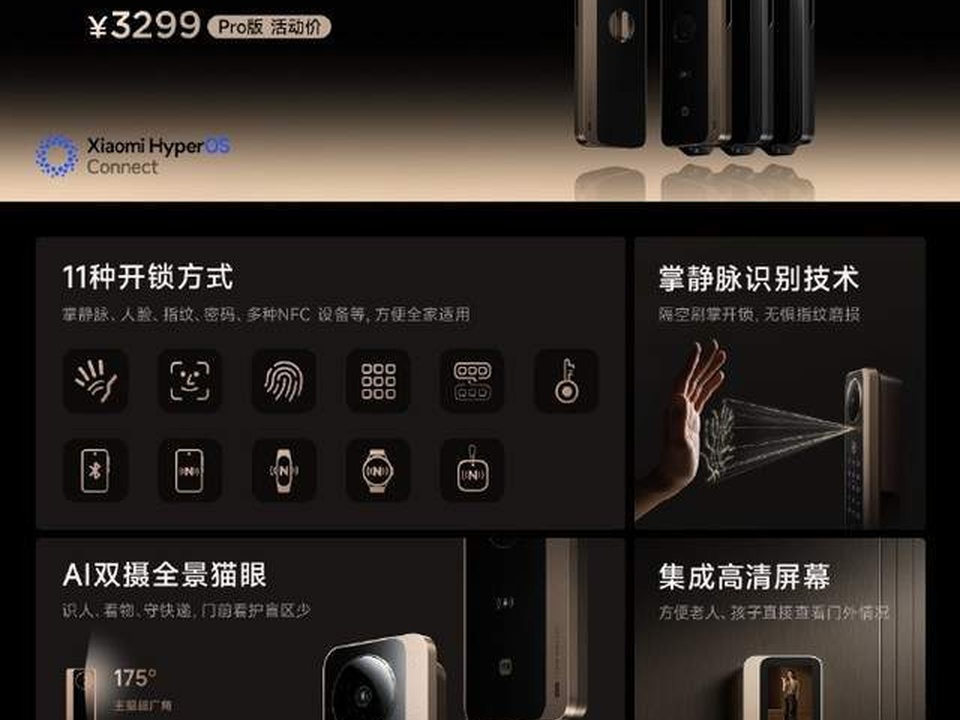 ¥3299 Pro版 活动价
Xiaomi HyperOS
Connect
11种开锁方式
掌静脉、人脸、指纹、密码、多种NFC 设备等, 方便全家适用
掌静脉识别技术
隔空刷掌开锁, 无惧指纹磨损
AI双摄全景猫眼
识人、看物、守快递, 门前看护盲区少
175°
主摄超广角
集成高清屏幕
方便老人、孩子直接查看门外情况